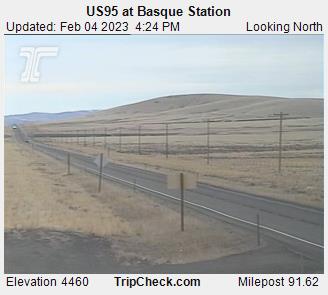 US95 at Basque Station
Updated: Feb 04 2023 4:24 PM Looking North
Elevation 4460 TripCheck.com Milepost 91.62